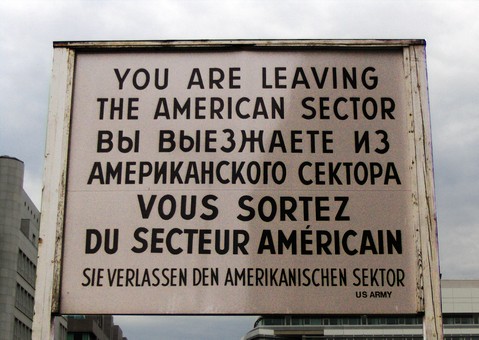 YOU ARE LEAVING
THE AMERICAN SECTOR
ВЫ ВЫЕЗЖАЕТЕ ИЗ
АМЕРИКАНСКОГО СЕКТОРА
VOUS SORTEZ
DU SECTEUR AMÉRICAIN
SIE VERLASSEN DEN AMERIKANISCHEN SEKTOR
US ARMY